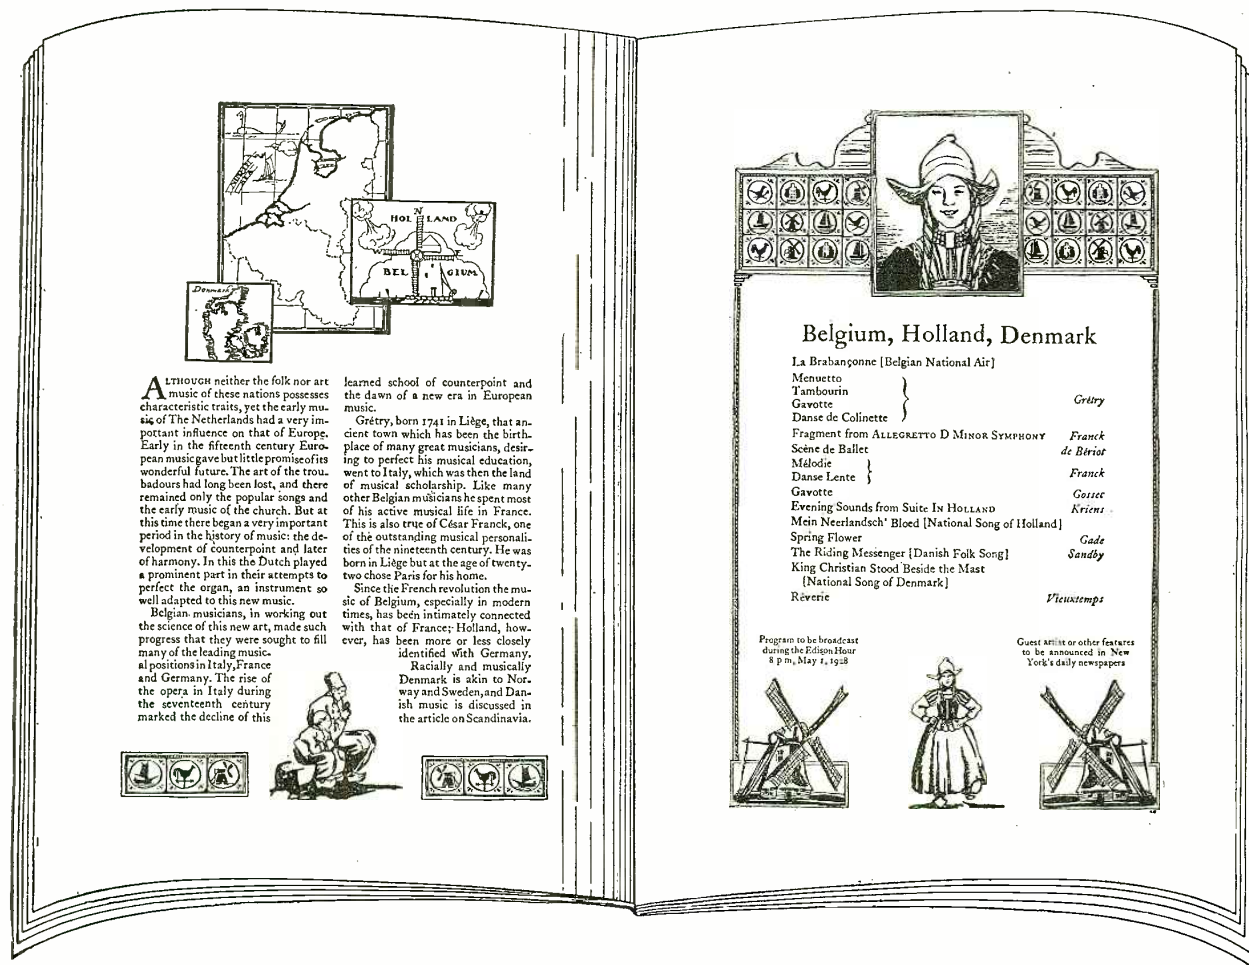 HOLLAND
N
BELGIUM
Denmark
ALTHOUGH neither the folk nor art
music of these nations possesses
characteristic traits, yet the early mu-
sic of The Netherlands had a very im-
portant influence on that of Europe.
Early in the fifteenth century Euro-
pean music gave but little promise of its
wonderful future. The art of the trou-
badours had long been lost, and there
remained only the popular songs and
the early music of the church. But at
this time there began a very important
period in the history of music: the de-
velopment of counterpoint and later
of harmony. In this the Dutch played
a prominent part in their attempts to
perfect the organ, an instrument so
well adapted to this new music.
Belgian musicians, in working out
the science of this new art, made such
progress that they were sought to fill
many of the leading music-
al positions in Italy, France
and Germany. The rise of
the opera in Italy during
the seventeenth century
marked the decline of this
learned school of counterpoint and
the dawn of a new era in European
music.
Grétry, born 1741 in Liège, that an-
cient town which has been the birth-
place of many great musicians, desir-
ing to perfect his musical education,
went to Italy, which was then the land
of musical scholarship. Like many
other Belgian musicians he spent most
of his active musical life in France.
This is also true of César Franck, one
of the outstanding musical personali-
ties of the nineteenth century. He was
born in Liège but at the age of twenty-
two chose Paris for his home.
Since the French revolution the mu-
sic of Belgium, especially in modern
times, has been intimately connected
with that of France; Holland, how-
ever, has been more or less closely
identified with Germany.
Racially and musically
Denmark is akin to Nor-
way and Sweden, and Dan-
ish music is discussed in
the article on Scandinavia.
Belgium, Holland, Denmark
La Brabançonne [Belgian National Air]
Menuetto
Tambourin
Gavotte
Danse de Colinette
Grétry
Fragment from ALLEGRETTO D MINOR SYMPHONY Franck
Scène de Ballet de Bériot
Mélodie
Danse Lente
Franck
Gavotte Gossec
Evening Sounds from Suite IN HOLLAND Kriens
Mein Neerlandsch' Bloed [National Song of Holland]
Spring Flower Gade
The Riding Messenger [Danish Folk Song] Sandby
King Christian Stood Beside the Mast
[National Song of Denmark]
Rêverie Vieuxtemps
Program to be broadcast
during the Edison Hour
8 p m, May 1, 1928
Guest artist or other features
to be announced in New
York's daily newspapers